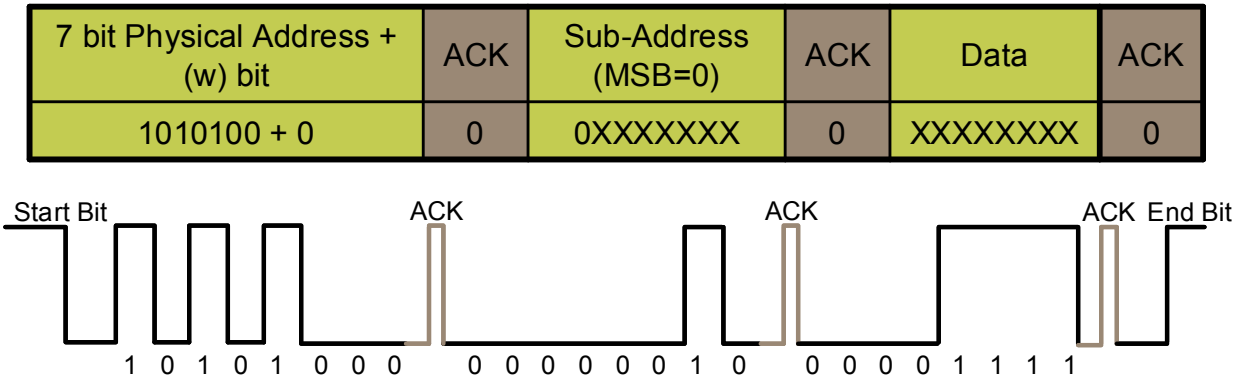 7 bit Physical Address + ACK Sub-Address ACK Data ACK
(w) bit (MSB=0)
1010100 + 0 0 0XXXXXXX 0 XXXXXXXX 0
Start Bit ACK ACK ACK End Bit
1 0 1 0 1 0 0 0 0 0 0 0 0 0 1 0 0 0 0 0 1 1 1 1